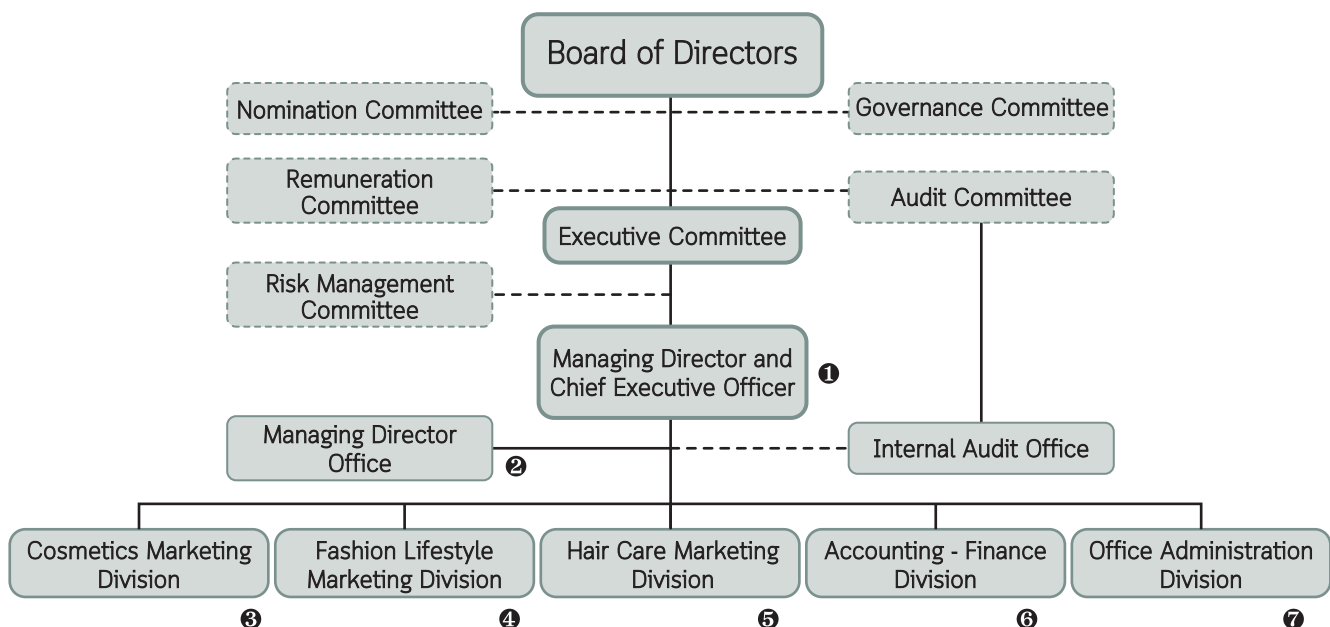 Board of Directors
Nomination Committee
Governance Committee
Remuneration
Committee
Audit Committee
Executive Committee
Risk Management
Committee
Managing Director and
Chief Executive Officer
❶
Managing Director
Office
❷
Internal Audit Office
Cosmetics Marketing
Division
❸
Fashion Lifestyle
Marketing Division
❹
Hair Care Marketing
Division
❺
Accounting - Finance
Division
❻
Office Administration
Division
❼